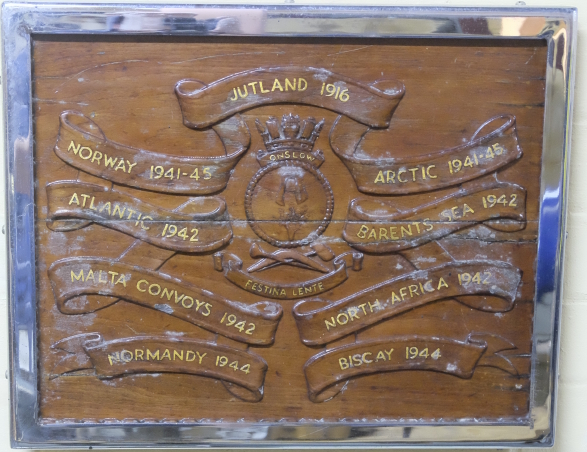 JUTLAND 1916
NORWAY 1941-45
ONSLOW
ARCTIC 1941-45
ATLANTIC 1942
BARENTS SEA 1942
MALTA CONVOYS 1942
FESTINA LENTE
NORTH AFRICA 1942
NORMANDY 1944
BISCAY 1944